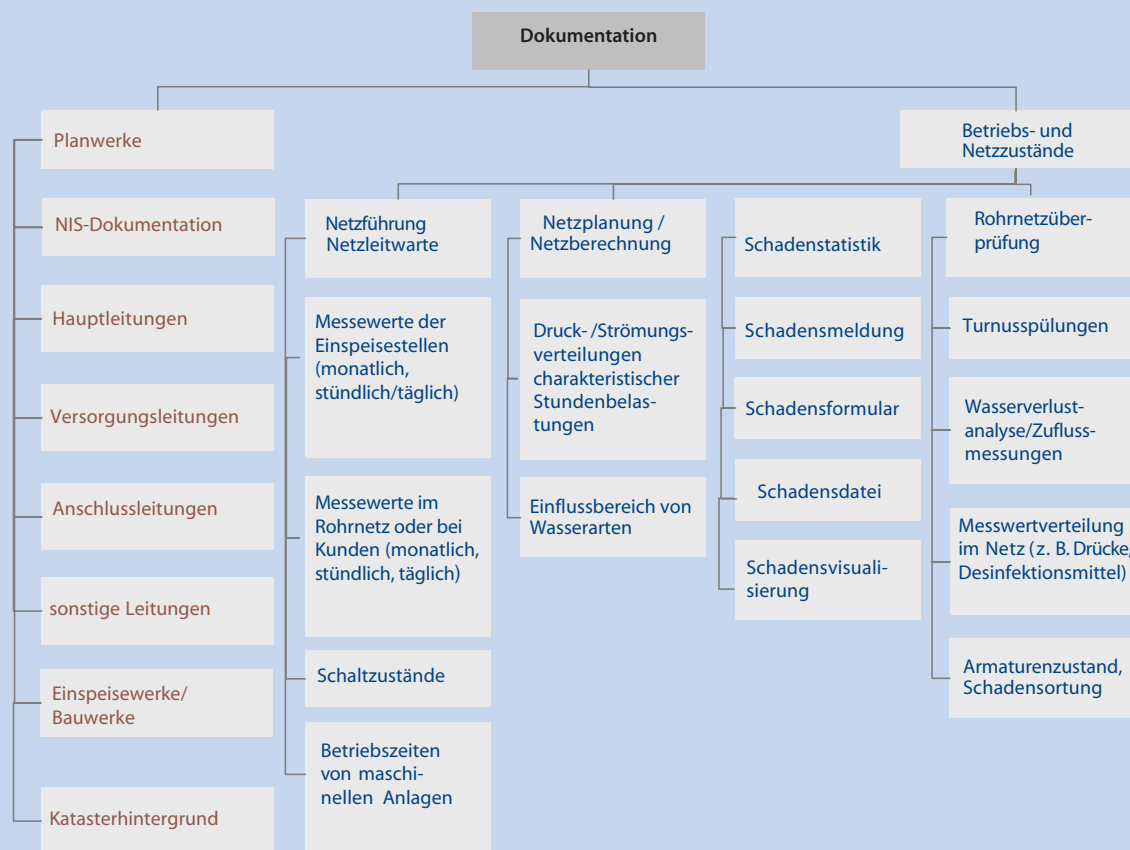 Dokumentation
Planwerke
NIS-Dokumentation
Hauptleitungen
Versorgungsleitungen
Anschlussleitungen
sonstige Leitungen
Einspeisewerke/
Bauwerke
Katasterhintergrund
Betriebs- und
Netzzustände
Netzführung
Netzleitwarte
Messewerte der
Einspeisestellen
(monatlich,
stündlich/täglich)
Messewerte im
Rohrnetz oder bei
Kunden (monatlich,
stündlich, täglich)
Schaltzustände
Betriebszeiten
von maschi-
nellen Anlagen
Netzplanung /
Netzberechnung
Druck-/Strömungs-
verteilungen
charakteristischer
Stundenbelas-
tungen
Einflussbereich von
Wasserarten
Schadenstatistik
Schadensmeldung
Schadensformular
Schadensdatei
Schadensvisuali-
sierung
Rohrnetzüber-
prüfung
Turnusspülungen
Wasserverlust-
analyse/Zufluss-
messungen
Messwertverteilung
im Netz (z. B. Drücke,
Desinfektionsmittel)
Armaturenzustand,
Schadensortung